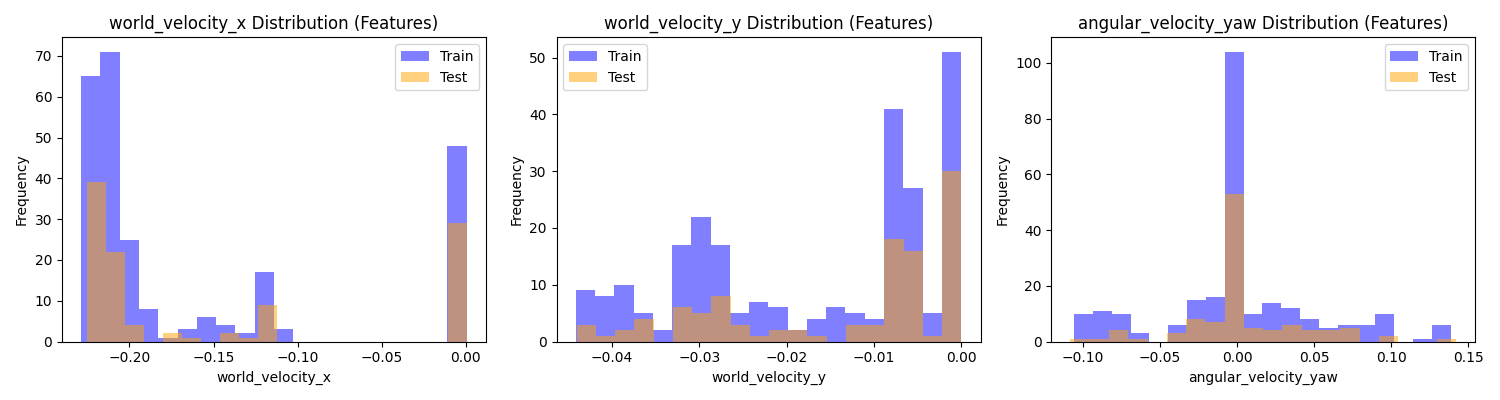 world_velocity_x Distribution (Features)
70
60
50
40
30
20
10
0
Frequency
−0.20
−0.15
−0.10
−0.05
0.00
world_velocity_x
Train
Test
world_velocity_y Distribution (Features)
50
40
30
20
10
0
Frequency
−0.04
−0.03
−0.02
−0.01
0.00
world_velocity_y
Train
Test
angular_velocity_yaw Distribution (Features)
100
80
60
40
20
0
Frequency
−0.10
−0.05
0.00
0.05
0.10
0.15
angular_velocity_yaw
Train
Test